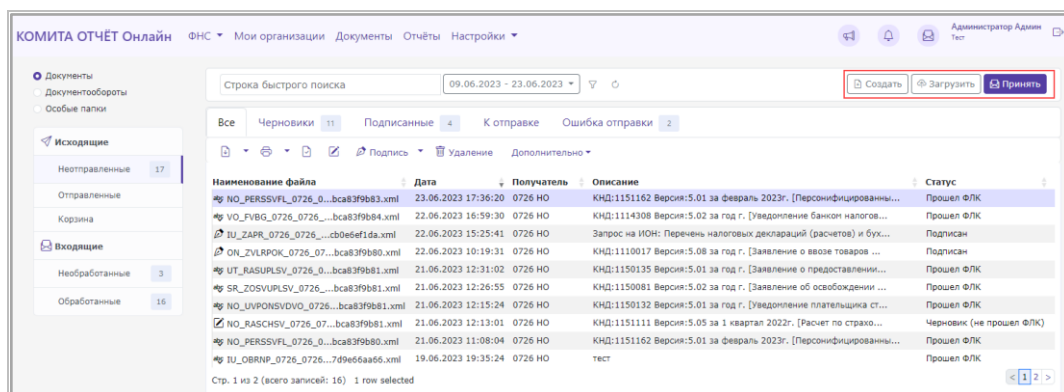 КОМИТА ОТЧЁТ Онлайн ФНС Мои организации Документы Отчёты Настройки Администратор Админ
Тест
Документы
Документообороты
Особые папки
Исходящие
Неотправленные 17
Отправленные
Корзина
Входящие
Необработанные 3
Обработанные 16
Строка быстрого поиска 09.06.2023 - 23.06.2023 Создать Загрузить Принять
Все Черновики 11 Подписанные 4 К отправке Ошибка отправки 2
Подпись Удаление Дополнительно
Наименование файла Дата Получатель Описание Статус
NO_PERSSVFL_0726_0...bca83f9b83.xml 23.06.2023 17:36:20 0726 НО КНД:1151162 Версия:5.01 за февраль 2023г. [Персонифицированны... Прошел ФЛК
VO_FVBG_0726_0726_...bca83f9b84.xml 22.06.2023 16:59:30 0726 НО КНД:1114308 Версия:5.02 за год г. [Уведомление банком налогов... Прошел ФЛК
IU_ZAPR_0726_0726_...cb0e6ef1da.xml 22.06.2023 15:25:41 0726 НО Запрос на ИОН: Перечень налоговых деклараций (расчетов) и бух... Подписан
ON_ZVLRPOK_0726_07...bca83f9b80.xml 22.06.2023 10:19:31 0726 НО КНД:1110017 Версия:5.08 за год г. [Заявление о ввозе товаров ... Подписан
UT_RASUPLSV_0726_0...bca83f9b81.xml 21.06.2023 12:31:02 0726 НО КНД:1150135 Версия:5.01 за год г. [Заявление о предоставлении... Прошел ФЛК
SR_ZOSVUPLSV_0726_...bca83f9b81.xml 21.06.2023 12:26:55 0726 НО КНД:1150081 Версия:5.02 за год г. [Заявление об освобождении ... Прошел ФЛК
NO_UVPONSVDVO_0726...bca83f9b81.xml 21.06.2023 12:15:24 0726 НО КНД:1150132 Версия:5.01 за год г. [Уведомление плательщика ст... Прошел ФЛК
NO_RASCHSV_0726_07...bca83f9b81.xml 21.06.2023 12:13:01 0726 НО КНД:1151111 Версия:5.05 за 1 квартал 2022г. [Расчет по страхо... Черновик (не прошел ФЛК)
NO_PERSSVFL_0726_0...bca83f9b80.xml 21.06.2023 11:08:04 0726 НО КНД:1151162 Версия:5.01 за февраль 2023г. [Персонифицированны... Прошел ФЛК
IU_OBRNP_0726_0726...7d9e66aa66.xml 19.06.2023 19:35:24 0726 НО тест Прошел ФЛК
Стр. 1 из 2 (всего записей: 16) 1 row selected < 1 2 >